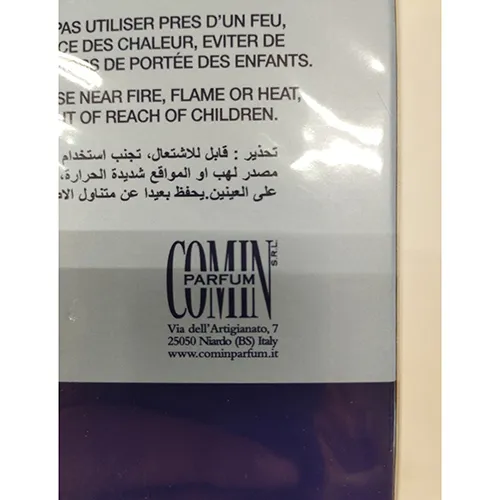 PAS UTILISER PRES D'UN FEU,
CE DES CHALEUR, EVITER DE
DE PORTÉE DES ENFANTS.
SE NEAR FIRE, FLAME OR HEAT,
OF REACH OF CHILDREN.
تحذير : قابل للاشتعال، تجنب استخدام
مصدر لهب او المواقع شديدة الحرارة،
على العينين.يحفظ بعيدا عن متناول
COMIN
PARFUM
S.R.L.
Via dell'Artigianato, 7
25050 Niardo (BS) Italy
www.cominparfum.it